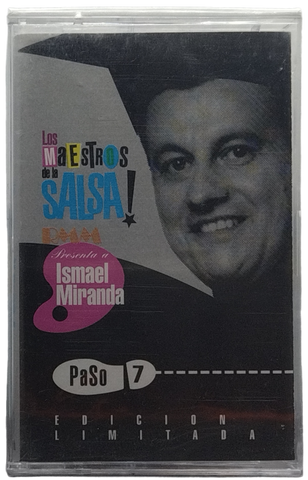 Los
MaEsTRos
de la
SALSA!
Presenta a
Ismael
Miranda
PaSo 7
EDICION
LIMITADA